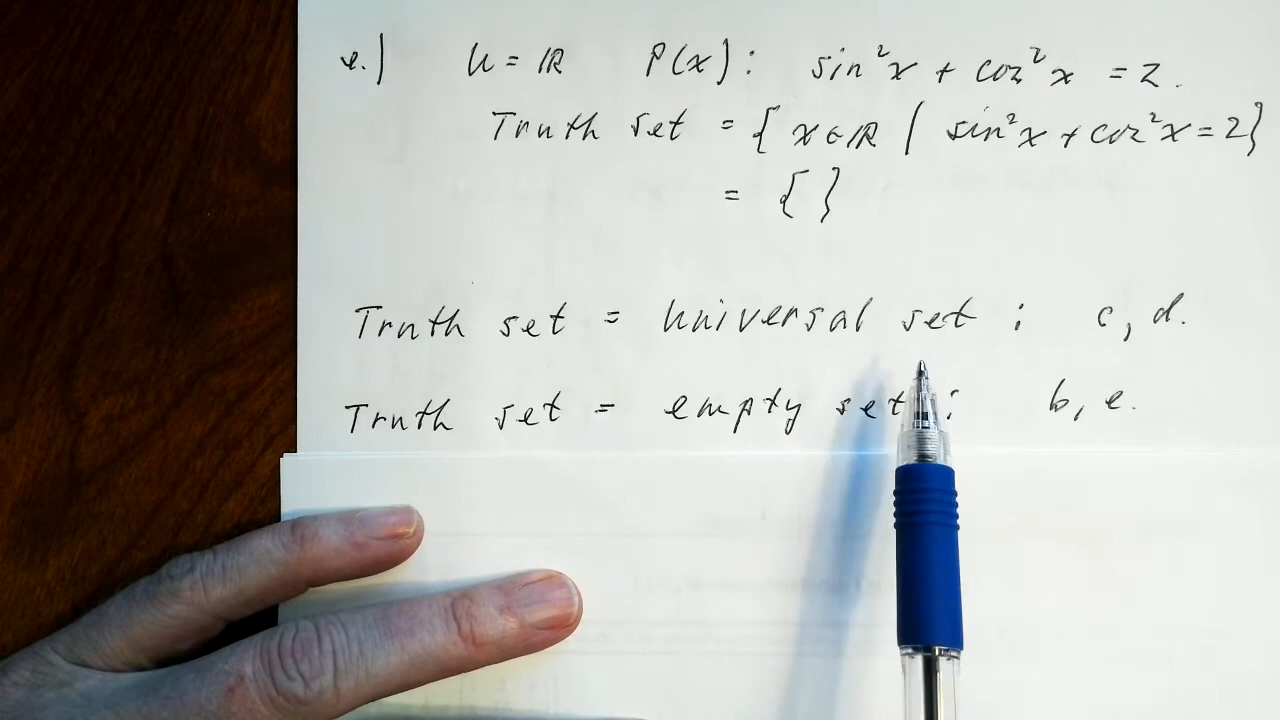 e.) U = ℝ P(x): sin²x + cos²x = 2.
Truth set = { x ∈ ℝ | sin²x + cos²x = 2}
= { }
Truth set = Universal set : c, d.
Truth set = empty set : b, e.